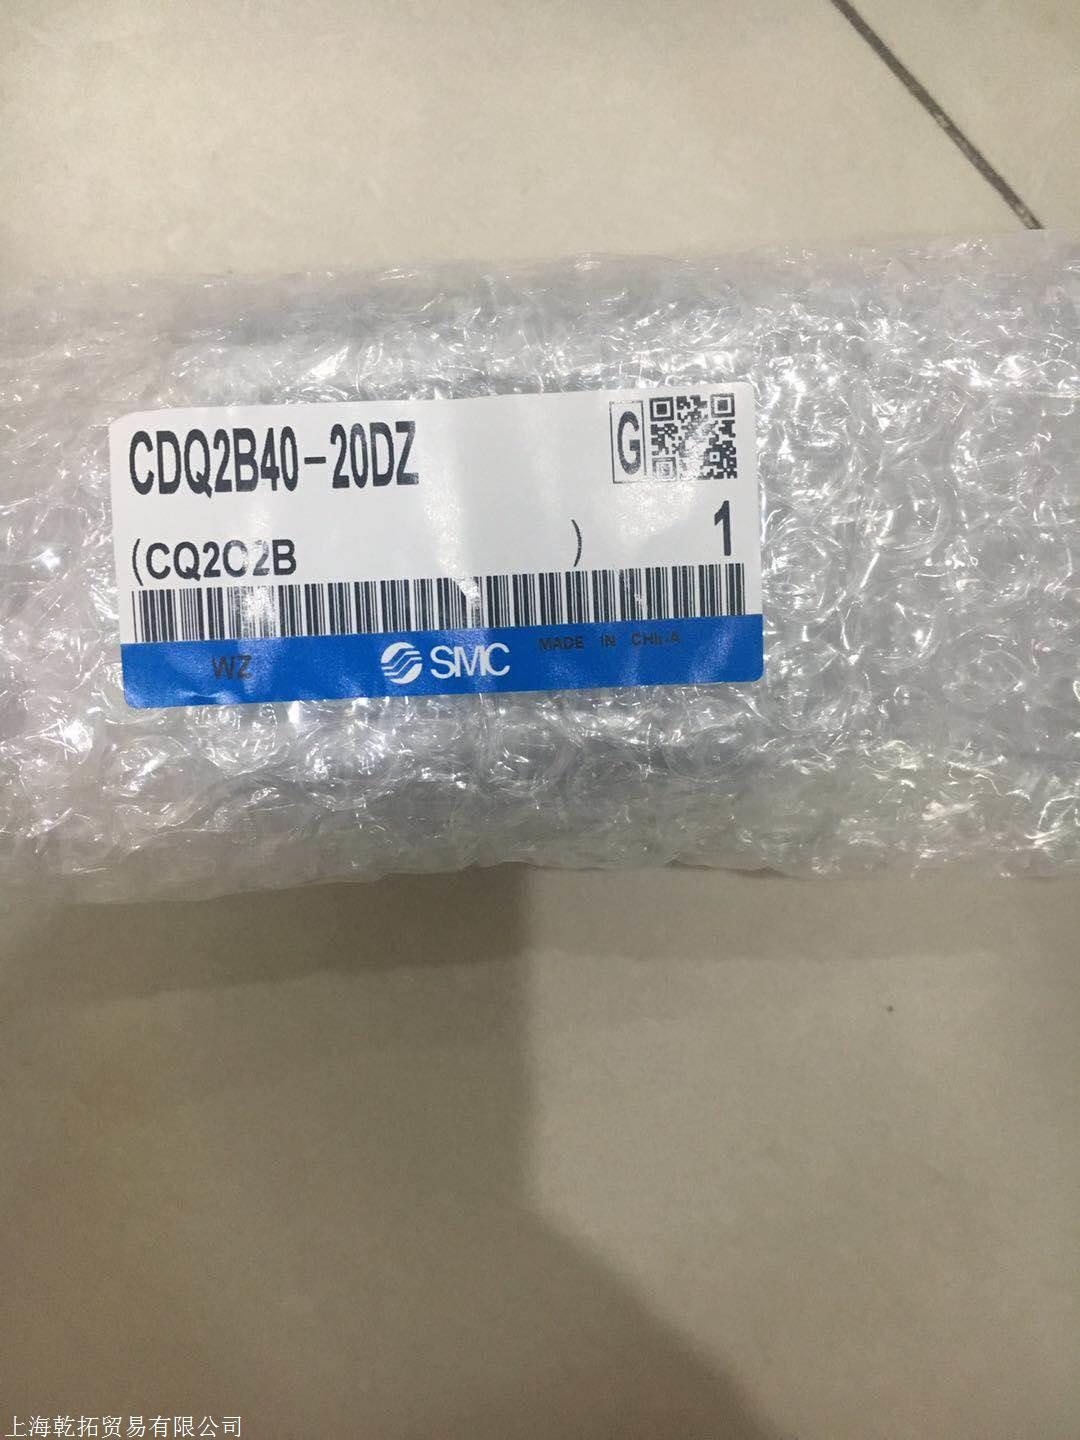 CDQ2B40-20DZ
G
(CQ2C2B )
1
WZ SMC MADE IN CHINA
上海乾拓贸易有限公司